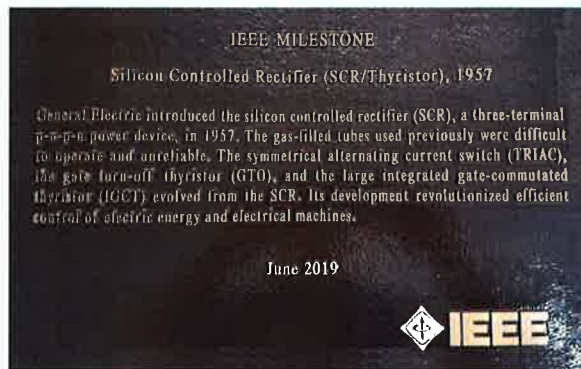 IEEE MILESTONE
Silicon Controlled Rectifier (SCR/Thyristor), 1957
General Electric introduced the silicon controlled rectifier (SCR), a three-terminal
p-n-p-n power device, in 1957. The gas-filled tubes used previously were difficult
to operate and unreliable. The symmetrical alternating current switch (TRIAC),
the gate turn-off thyristor (GTO), and the large integrated gate-commutated
thyristor (IGCT) evolved from the SCR. Its development revolutionized efficient
control of electric energy and electrical machines.
June 2019
IEEE